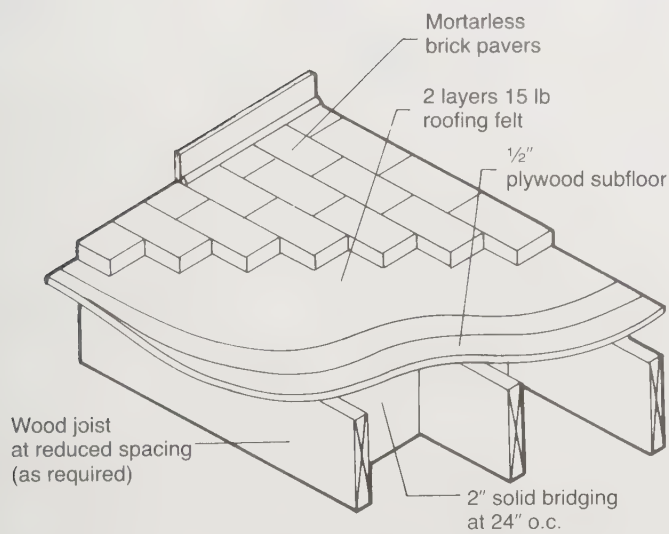 Mortarless
brick pavers
2 layers 15 lb
roofing felt
½"
plywood subfloor
Wood joist
at reduced spacing
(as required)
2" solid bridging
at 24" o.c.